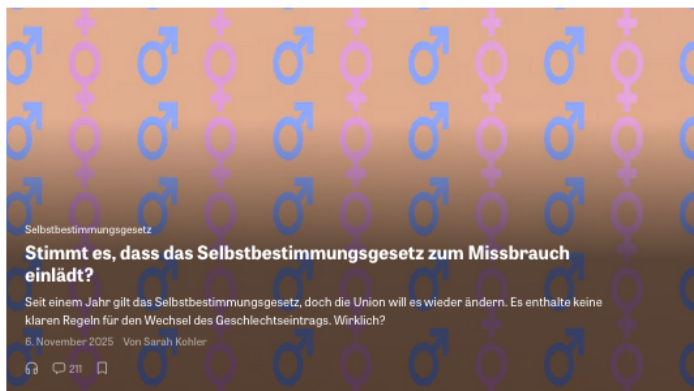 Selbstbestimmungsgesetz
Stimmt es, dass das Selbstbestimmungsgesetz zum Missbrauch
einlädt?
Seit einem Jahr gilt das Selbstbestimmungsgesetz, doch die Union will es wieder ändern. Es enthalte keine
klaren Regeln für den Wechsel des Geschlechtseintrags. Wirklich?
6. November 2025 Von Sarah Kohler
211